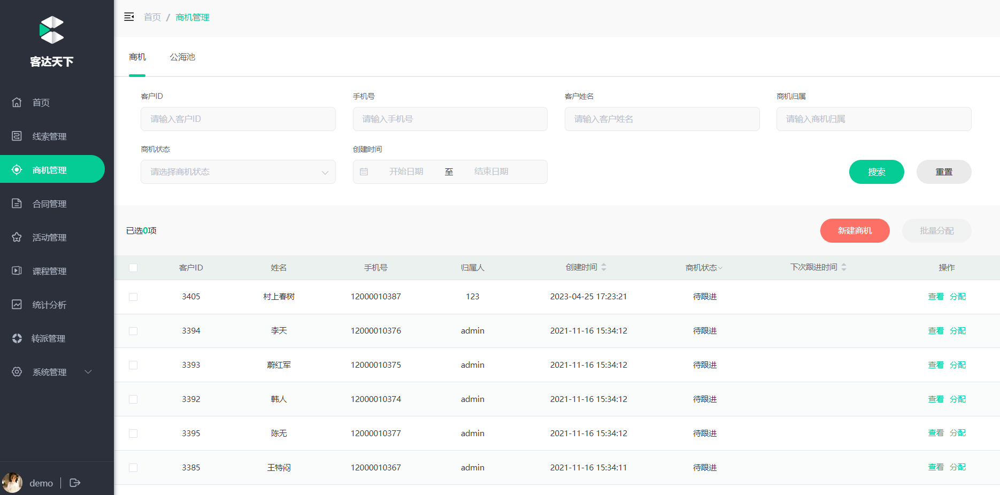 客达天下
首页
线索管理
商机管理
合同管理
活动管理
课程管理
统计分析
转派管理
系统管理
demo
首页 / 商机管理
商机 公海池
客户ID 手机号 客户姓名 商机归属
请输入客户ID 请输入手机号 请输入客户姓名 请输入商机归属
商机状态 创建时间
请选择商机状态 开始日期 至 结束日期 搜索 重置
已选0项 新建商机 批量分配
客户ID 姓名 手机号 归属人 创建时间 商机状态 下次跟进时间 操作
3405 村上春树 12000010387 123 2023-04-25 17:23:21 待跟进 查看 分配
3394 李天 12000010376 admin 2021-11-16 15:34:12 待跟进 查看 分配
3393 蔚红军 12000010375 admin 2021-11-16 15:34:12 待跟进 查看 分配
3392 韩人 12000010374 admin 2021-11-16 15:34:12 待跟进 查看 分配
3395 陈无 12000010377 admin 2021-11-16 15:34:12 待跟进 查看 分配
3385 王特闷 12000010367 admin 2021-11-16 15:34:11 待跟进 查看 分配